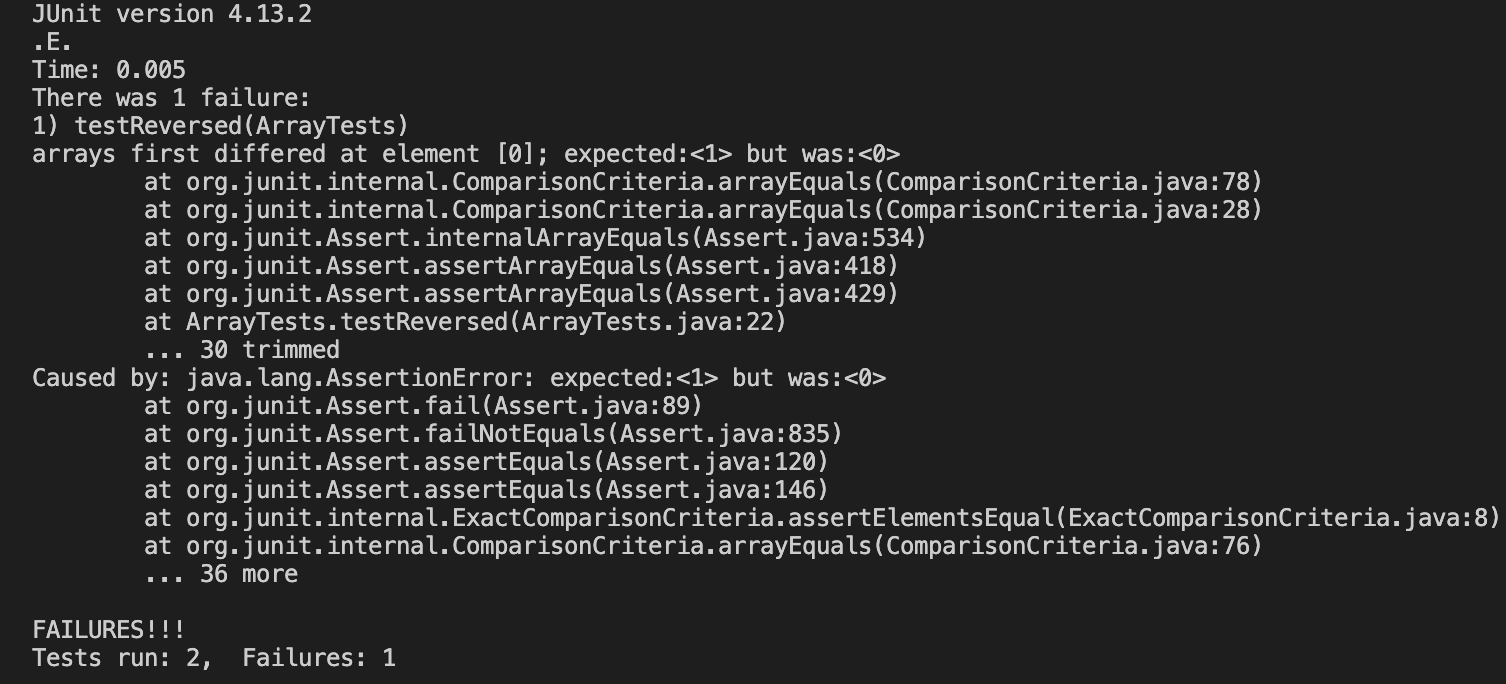 JUnit version 4.13.2
.E.
Time: 0.005
There was 1 failure:
1) testReversed(ArrayTests)
arrays first differed at element [0]; expected:<1> but was:<0>
at org.junit.internal.ComparisonCriteria.arrayEquals(ComparisonCriteria.java:78)
at org.junit.internal.ComparisonCriteria.arrayEquals(ComparisonCriteria.java:28)
at org.junit.Assert.internalArrayEquals(Assert.java:534)
at org.junit.Assert.assertArrayEquals(Assert.java:418)
at org.junit.Assert.assertArrayEquals(Assert.java:429)
at ArrayTests.testReversed(ArrayTests.java:22)
... 30 trimmed
Caused by: java.lang.AssertionError: expected:<1> but was:<0>
at org.junit.Assert.fail(Assert.java:89)
at org.junit.Assert.failNotEquals(Assert.java:835)
at org.junit.Assert.assertEquals(Assert.java:120)
at org.junit.Assert.assertEquals(Assert.java:146)
at org.junit.internal.ExactComparisonCriteria.assertElementsEqual(ExactComparisonCriteria.java:8)
at org.junit.internal.ComparisonCriteria.arrayEquals(ComparisonCriteria.java:76)
... 36 more
FAILURES!!!
Tests run: 2,  Failures: 1